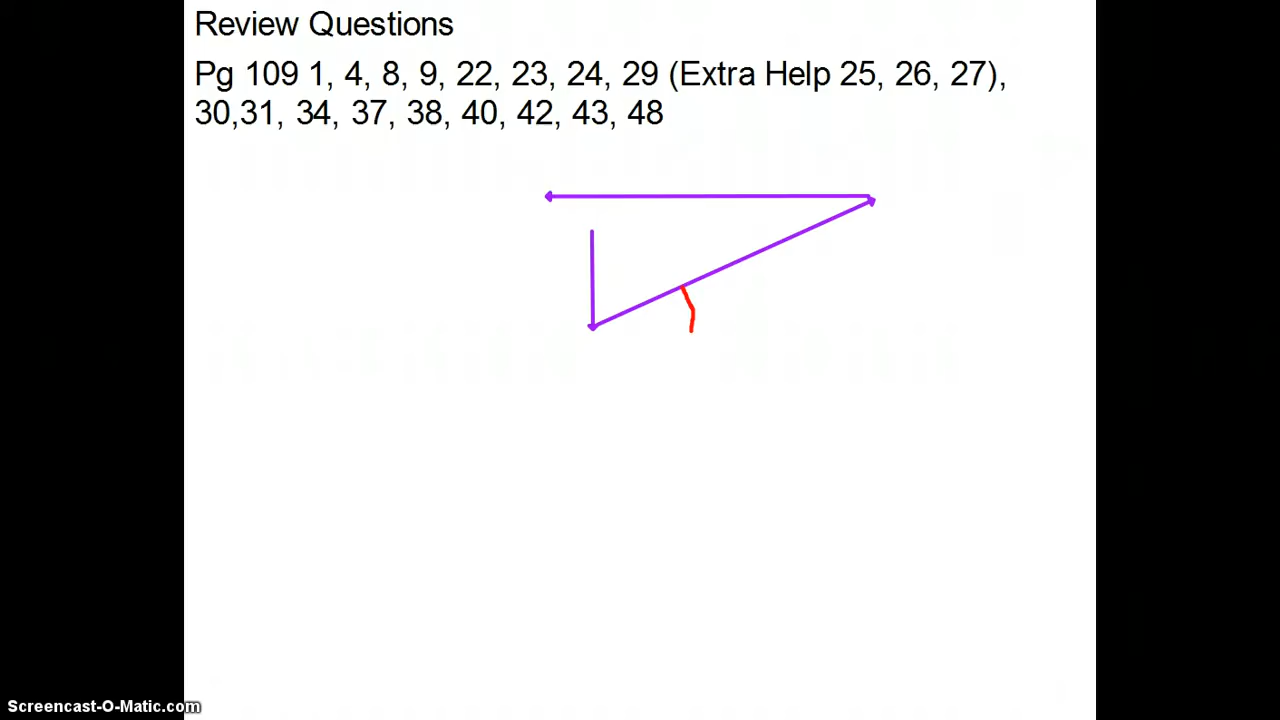 Review Questions
Pg 109 1, 4, 8, 9, 22, 23, 24, 29 (Extra Help 25, 26, 27),
30,31, 34, 37, 38, 40, 42, 43, 48
Screencast-O-Matic.com